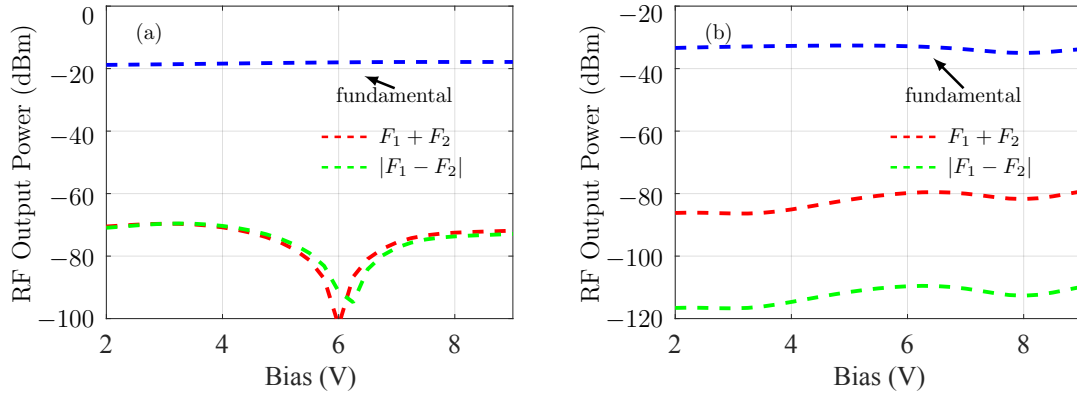 RF Output Power (dBm)
0
−20
−40
−60
−80
−100
(a)
fundamental
F₁ + F₂
|F₁ − F₂|
2
4
6
8
Bias (V)
RF Output Power (dBm)
−20
−40
−60
−80
−100
−120
(b)
fundamental
F₁ + F₂
|F₁ − F₂|
2
4
6
8
Bias (V)